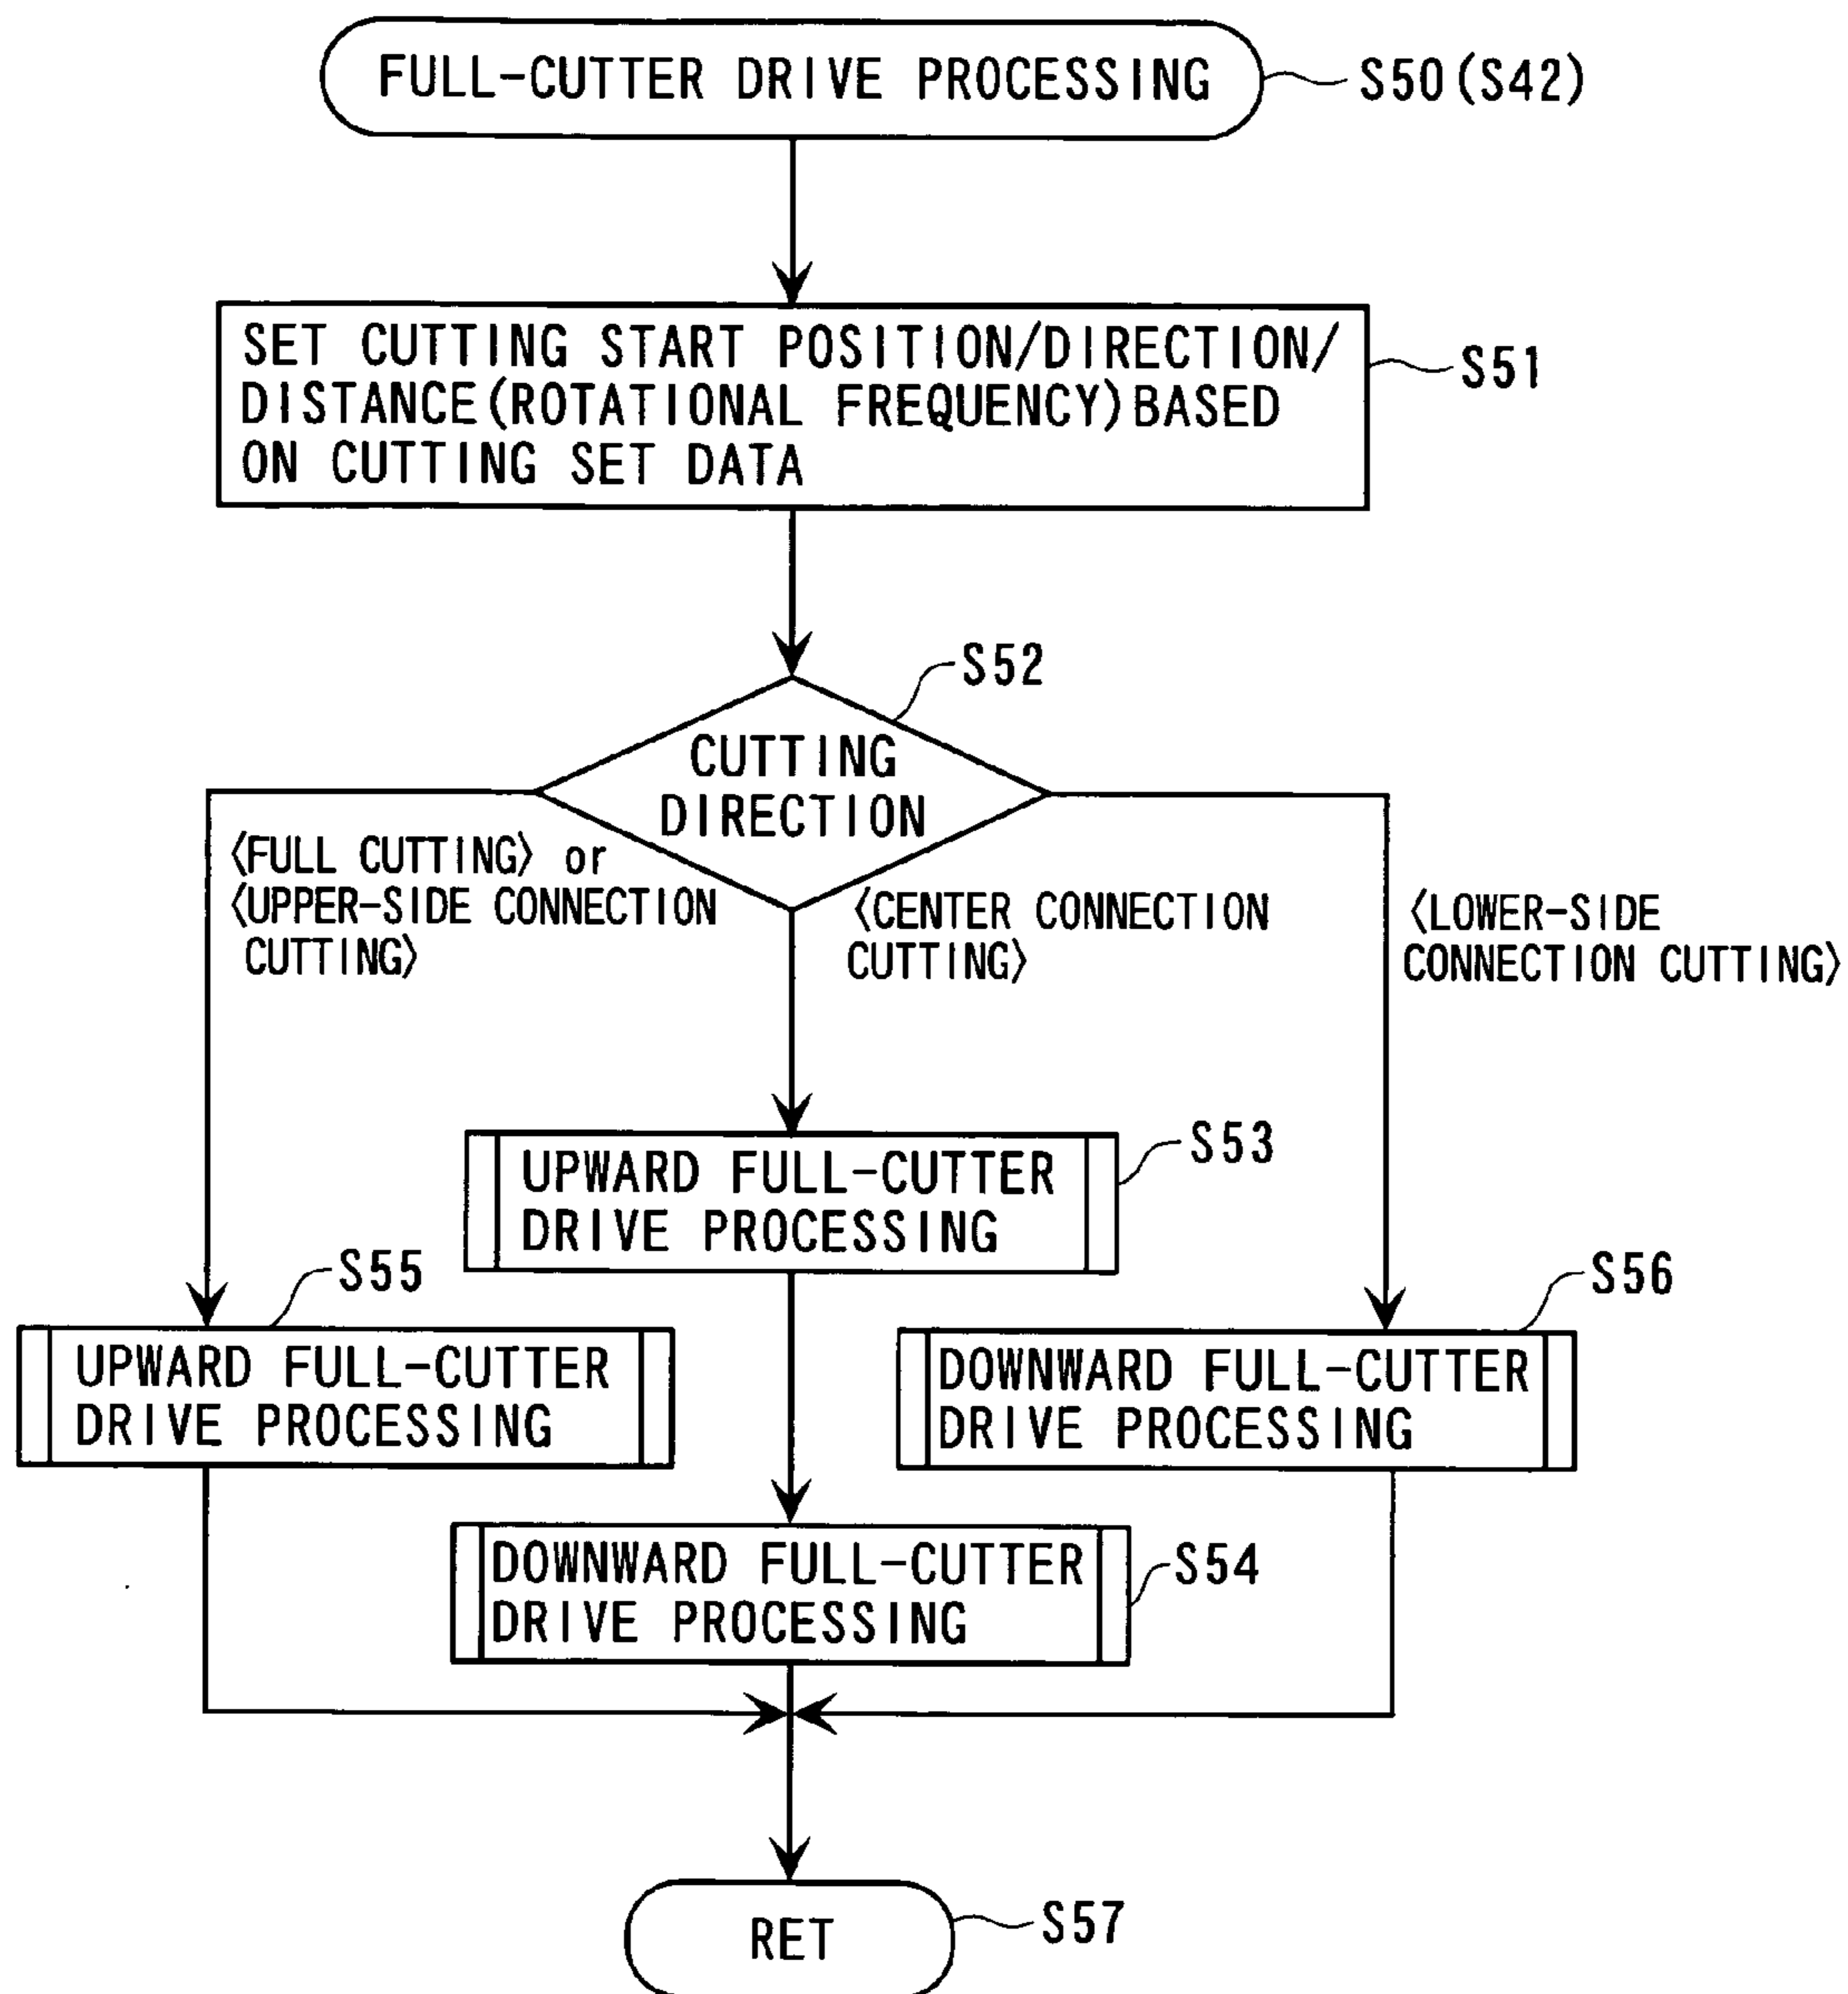 FULL-CUTTER DRIVE PROCESSING
S50(S42)
SET CUTTING START POSITION/DIRECTION/
DISTANCE(ROTATIONAL FREQUENCY)BASED
ON CUTTING SET DATA
S51
S52
CUTTING
DIRECTION
〈FULL CUTTING〉 or
〈UPPER-SIDE CONNECTION
CUTTING〉
〈CENTER CONNECTION
CUTTING〉
〈LOWER-SIDE
CONNECTION CUTTING〉
S53
UPWARD FULL-CUTTER
DRIVE PROCESSING
S55
UPWARD FULL-CUTTER
DRIVE PROCESSING
S56
DOWNWARD FULL-CUTTER
DRIVE PROCESSING
DOWNWARD FULL-CUTTER
DRIVE PROCESSING
S54
RET
S57